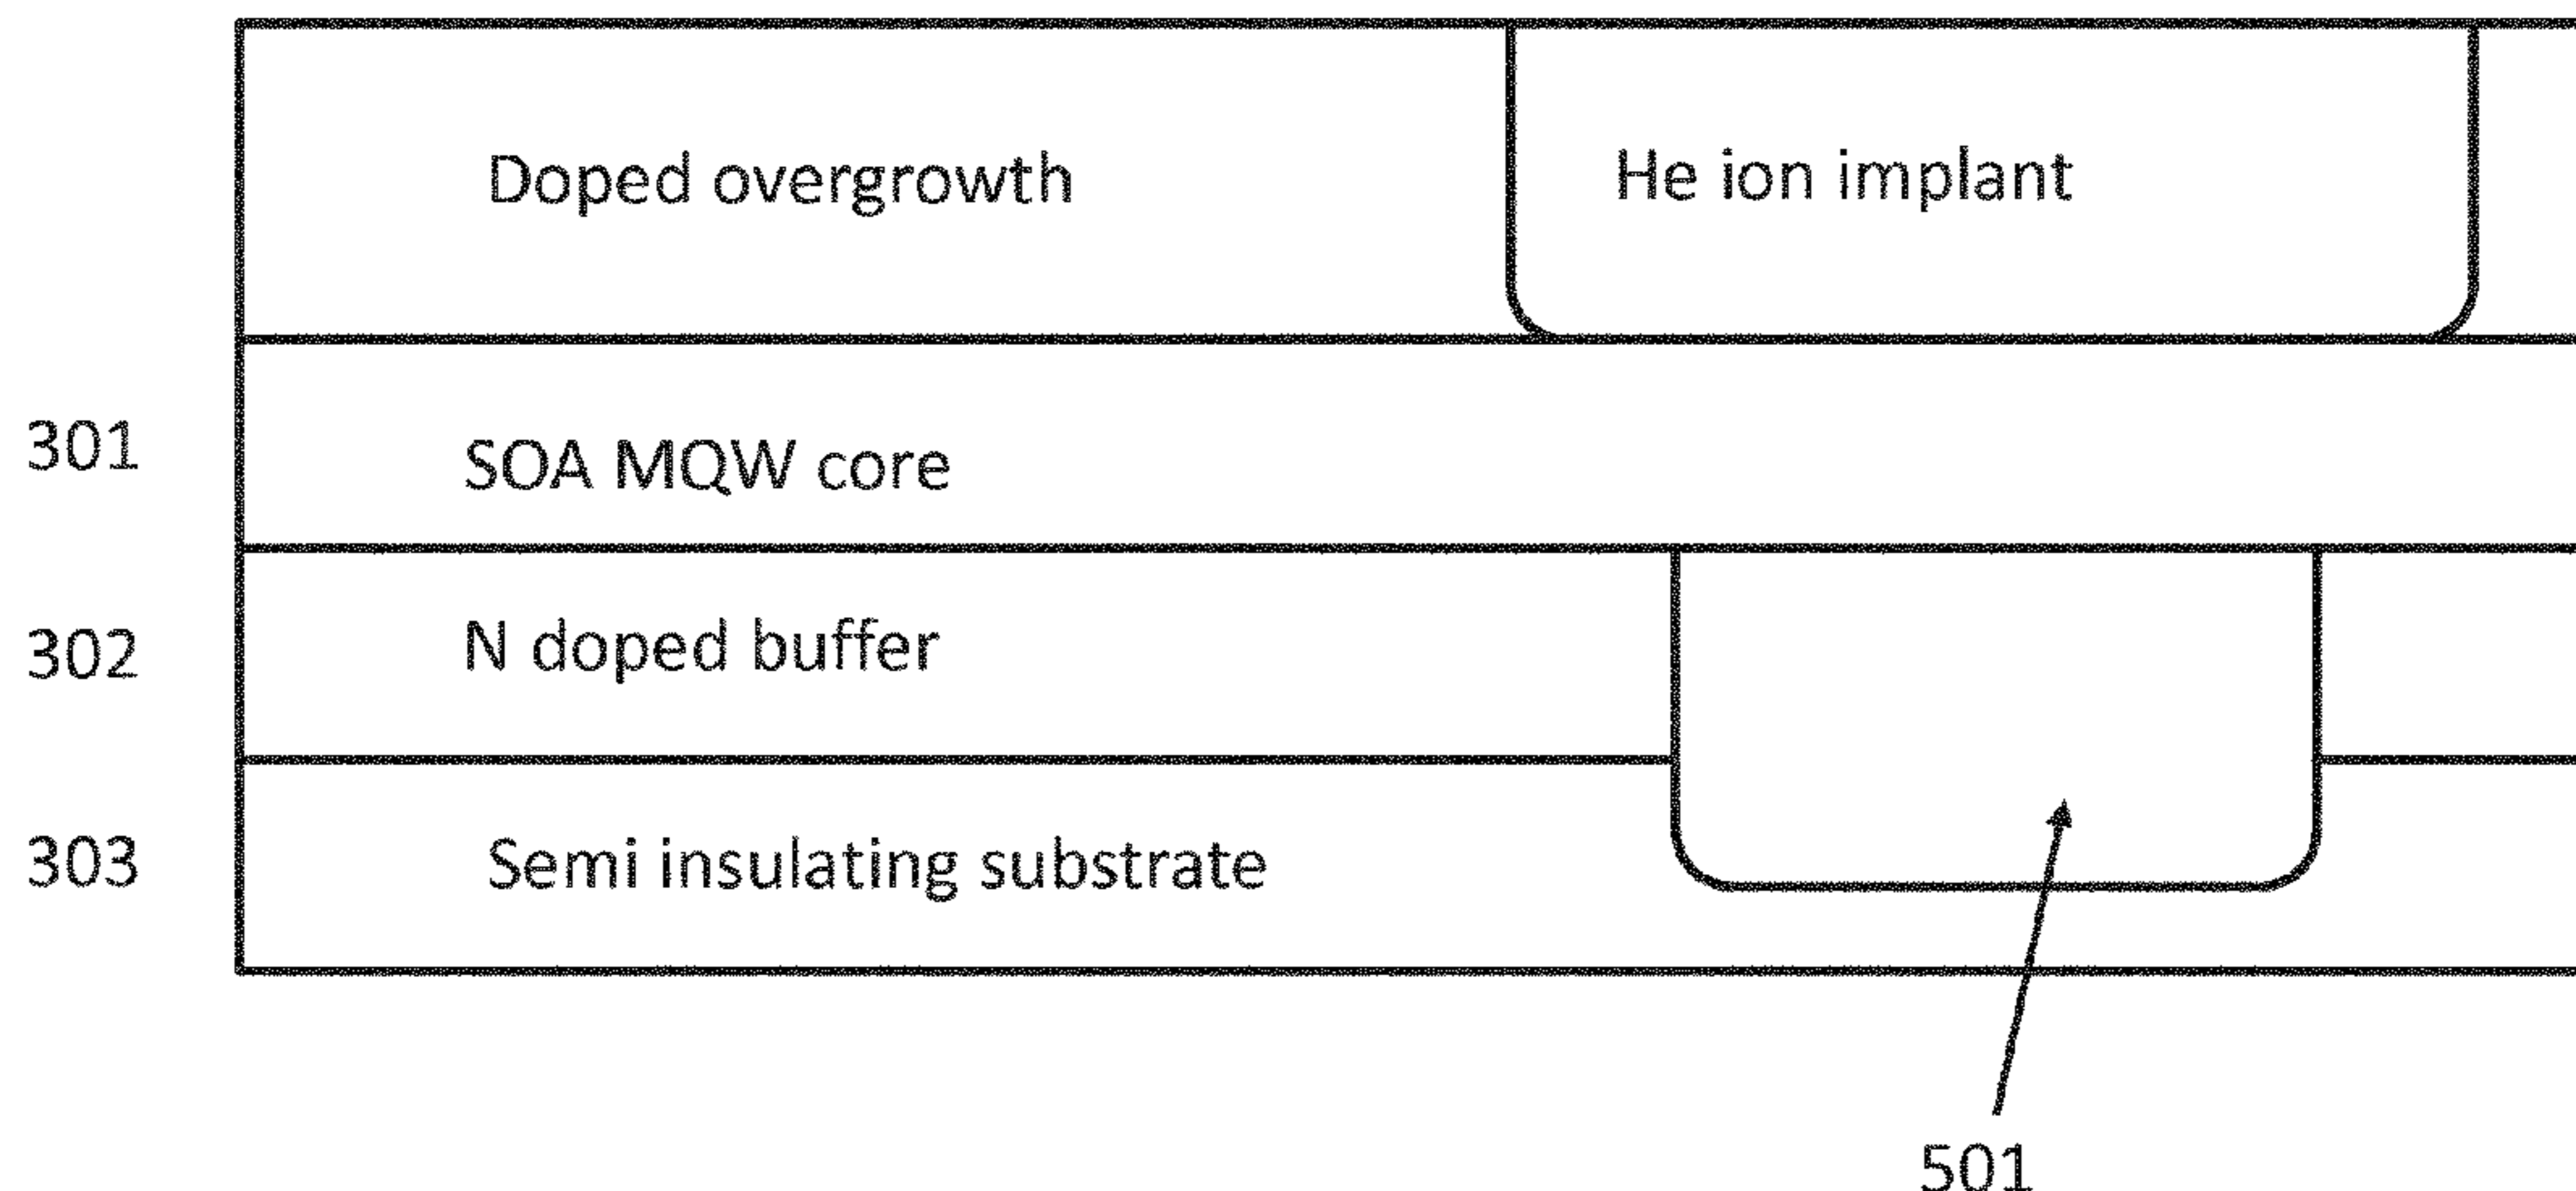 Doped overgrowth
He ion implant
301
SOA MQW core
302
N doped buffer
303
Semi insulating substrate
501